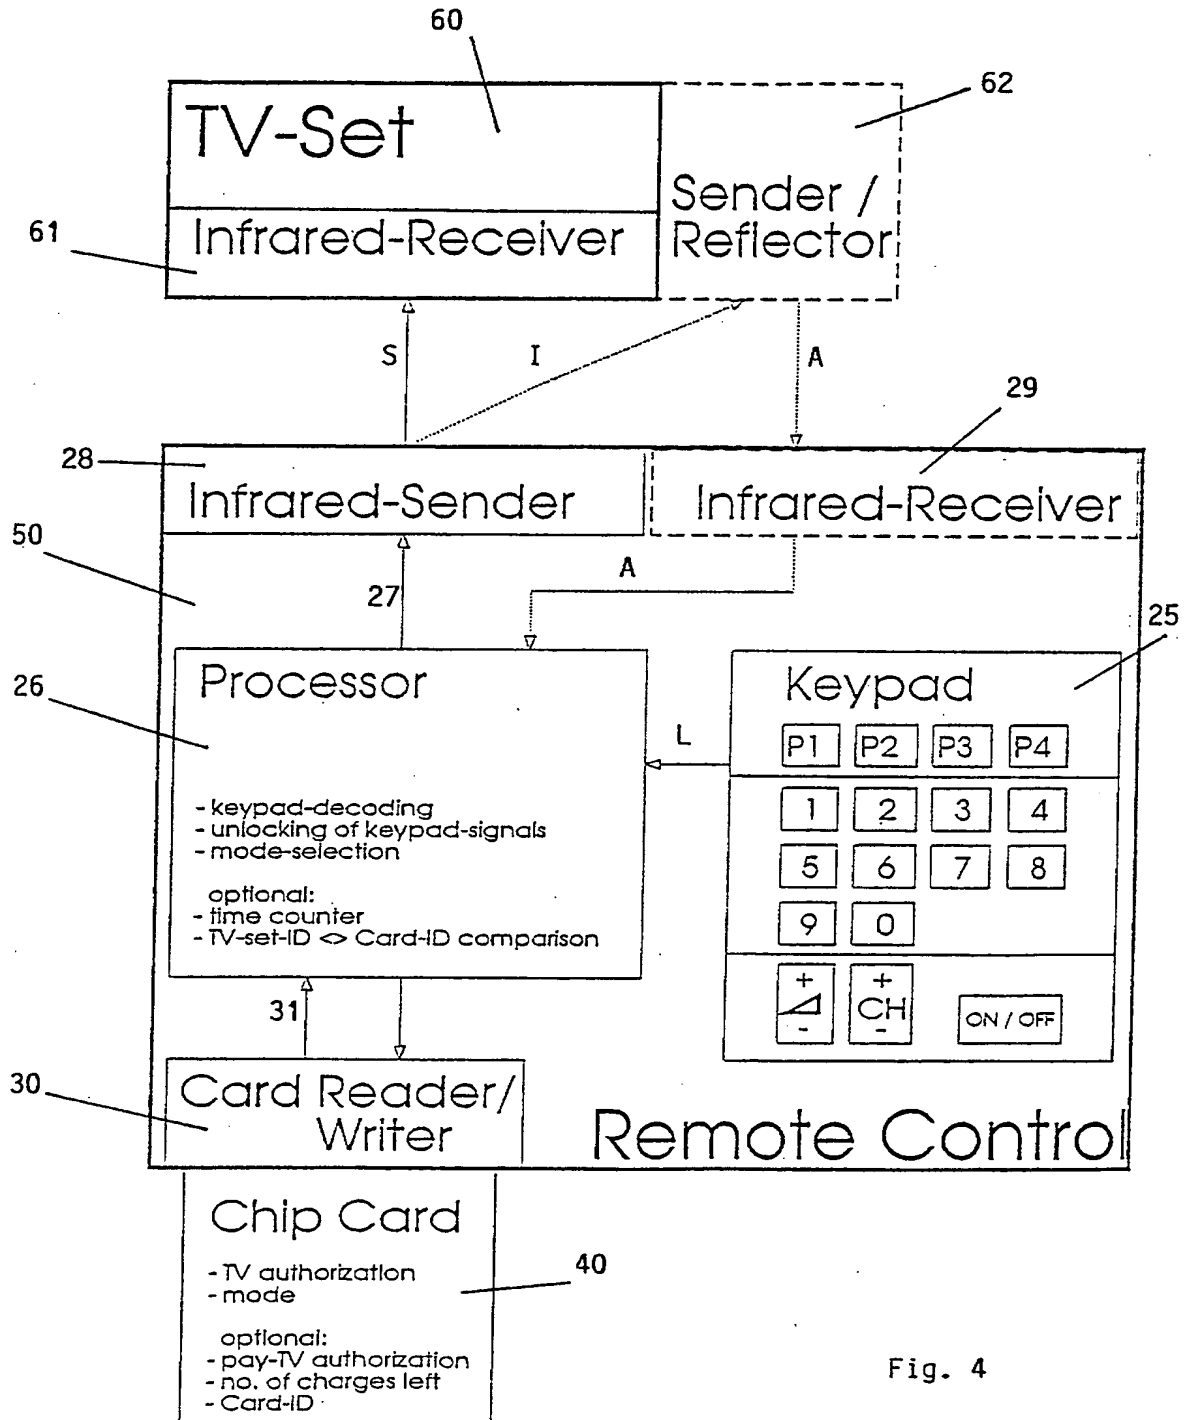 60
TV-Set
62
Sender /
Reflector
61
Infrared-Receiver
S
I
A
29
28
Infrared-Sender
Infrared-Receiver
50
27
A
25
26
Processor
Keypad
L
P1 P2 P3 P4
- keypad-decoding
- unlocking of keypad-signals
- mode-selection
optional:
- time counter
- TV-set-ID <> Card-ID comparison
1 2 3 4
5 6 7 8
9 0
+ +
CH
- -
ON / OFF
31
30
Card Reader/
Writer
Remote Control
Chip Card
- TV authorization
- mode
40
optional:
- pay-TV authorization
- no. of charges left
- Card-ID
Fig. 4